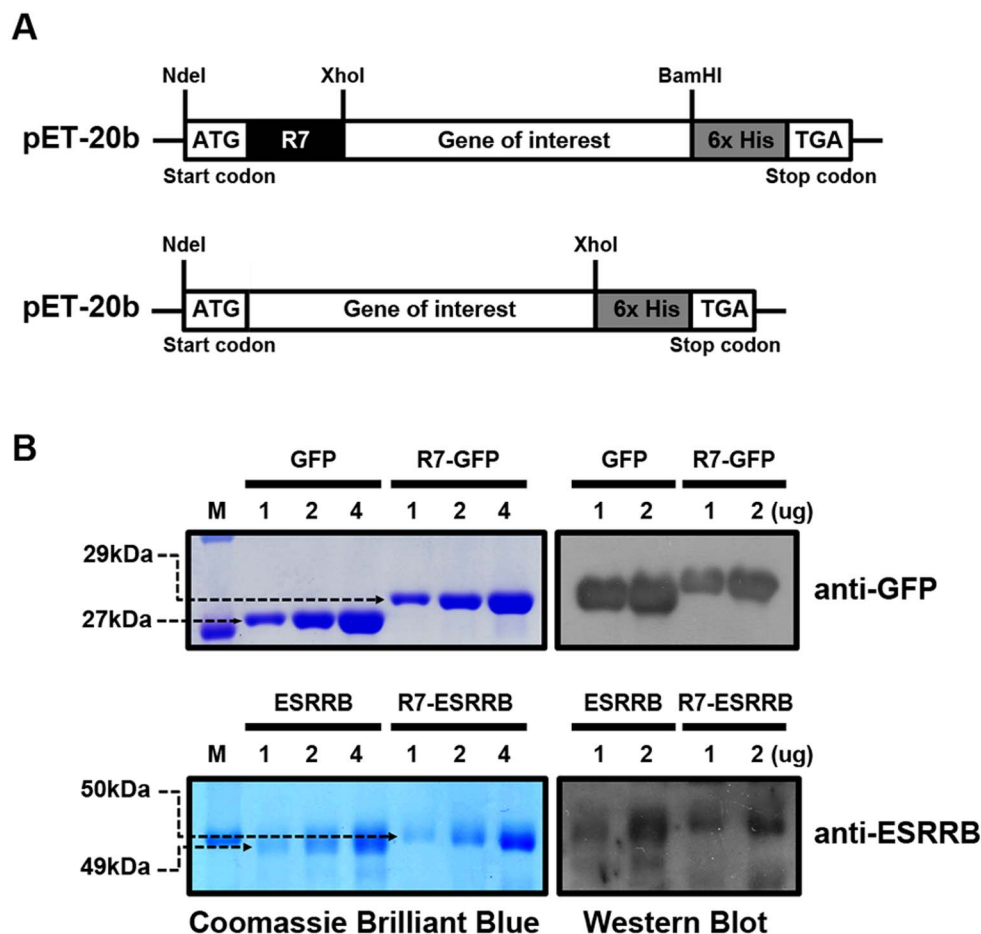 A
NdeI XhoI BamHI
pET-20b ATG R7 Gene of interest 6x His TGA
Start codon Stop codon
NdeI XhoI
pET-20b ATG Gene of interest 6x His TGA
Start codon Stop codon
B
GFP R7-GFP GFP R7-GFP
M 1 2 4 1 2 4 1 2 1 2 (ug)
29kDa
27kDa
anti-GFP
ESRRB R7-ESRRB ESRRB R7-ESRRB
M 1 2 4 1 2 4 1 2 1 2 (ug)
50kDa
49kDa
anti-ESRRB
Coomassie Brilliant Blue Western Blot